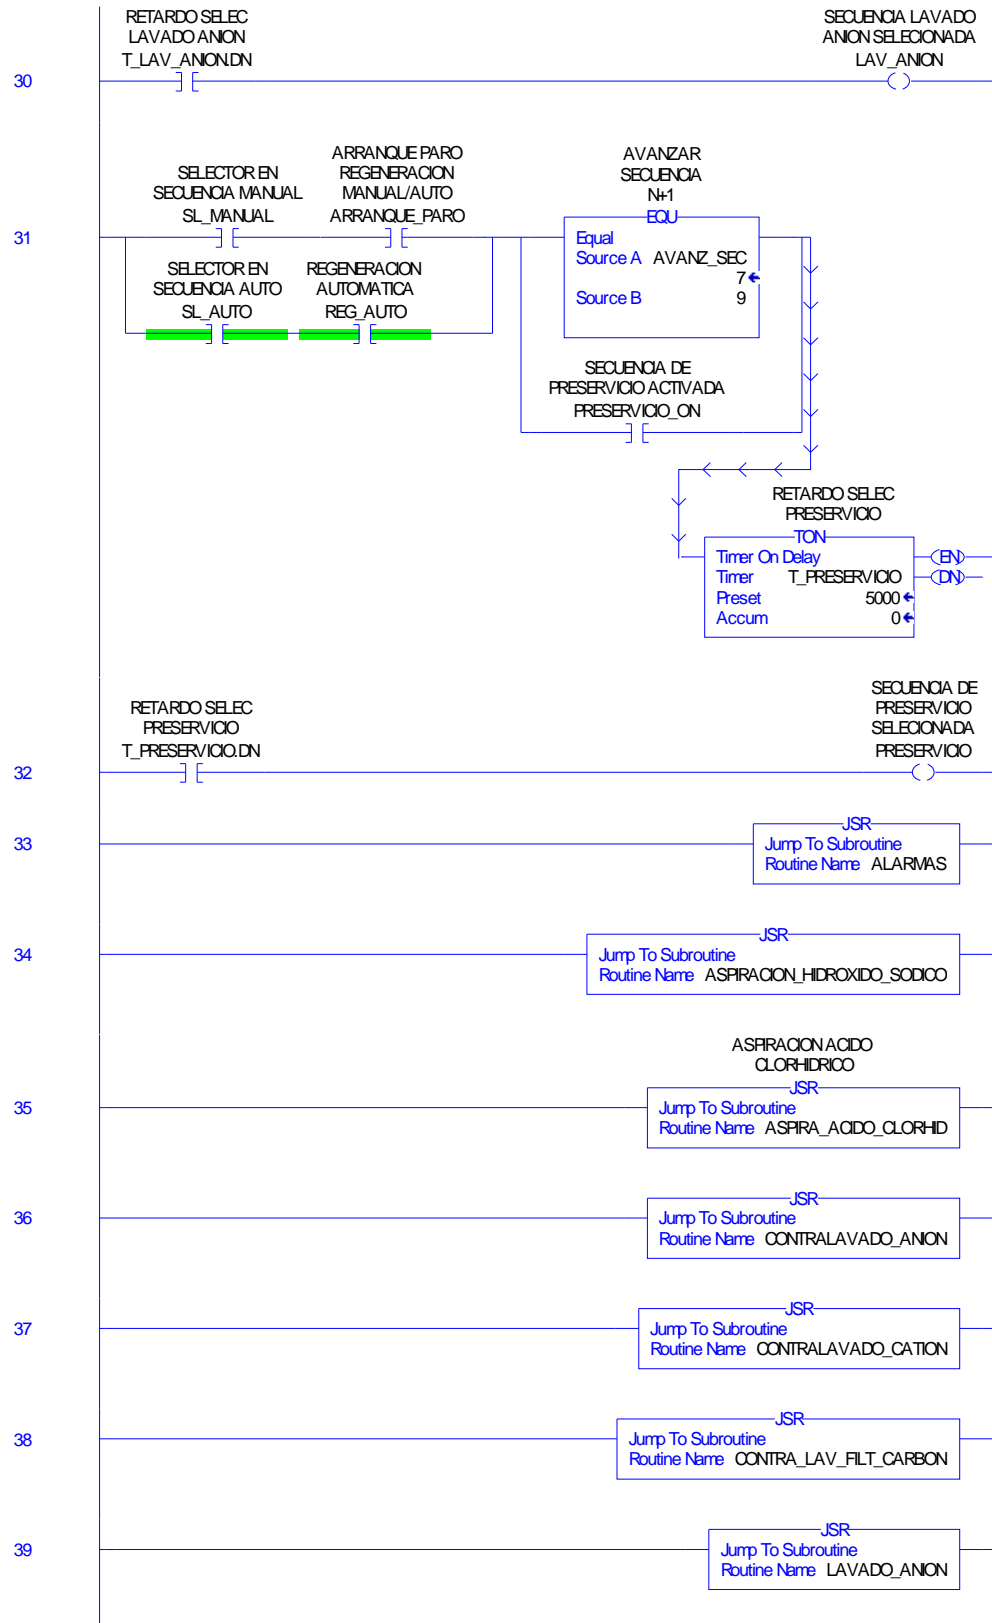 RETARDO SELEC
LAVADO ANION
T_LAV_ANION.DN
SECUENCIA LAVADO
ANION SELECIONADA
LAV_ANION
30
SELECTOR EN
SECUENCIA MANUAL
SL_MANUAL
ARRANQUE PARO
REGENERACION
MANUAL/AUTO
ARRANQUE_PARO
AVANZAR
SECUENCIA
N+1
EQU
Equal
Source A AVANZ_SEC
7
Source B 9
31
SELECTOR EN
SECUENCIA AUTO
SL_AUTO
REGENERACION
AUTOMATICA
REG_AUTO
SECUENCIA DE
PRESERVICIO ACTIVADA
PRESERVICIO_ON
RETARDO SELEC
PRESERVICIO
TON
Timer On Delay
Timer T_PRESERVICIO
Preset 5000
Accum 0
EN
DN
RETARDO SELEC
PRESERVICIO
T_PRESERVICIO.DN
SECUENCIA DE
PRESERVICIO
SELECIONADA
PRESERVICIO
32
33
JSR
Jump To Subroutine
Routine Name ALARMAS
34
JSR
Jump To Subroutine
Routine Name ASPIRACION_HIDROXIDO_SODICO
ASPIRACION ACIDO
CLORHIDRICO
35
JSR
Jump To Subroutine
Routine Name ASPIRA_ACIDO_CLORHID
36
JSR
Jump To Subroutine
Routine Name CONTRALAVADO_ANION
37
JSR
Jump To Subroutine
Routine Name CONTRALAVADO_CATION
38
JSR
Jump To Subroutine
Routine Name CONTRA_LAV_FILT_CARBON
39
JSR
Jump To Subroutine
Routine Name LAVADO_ANION